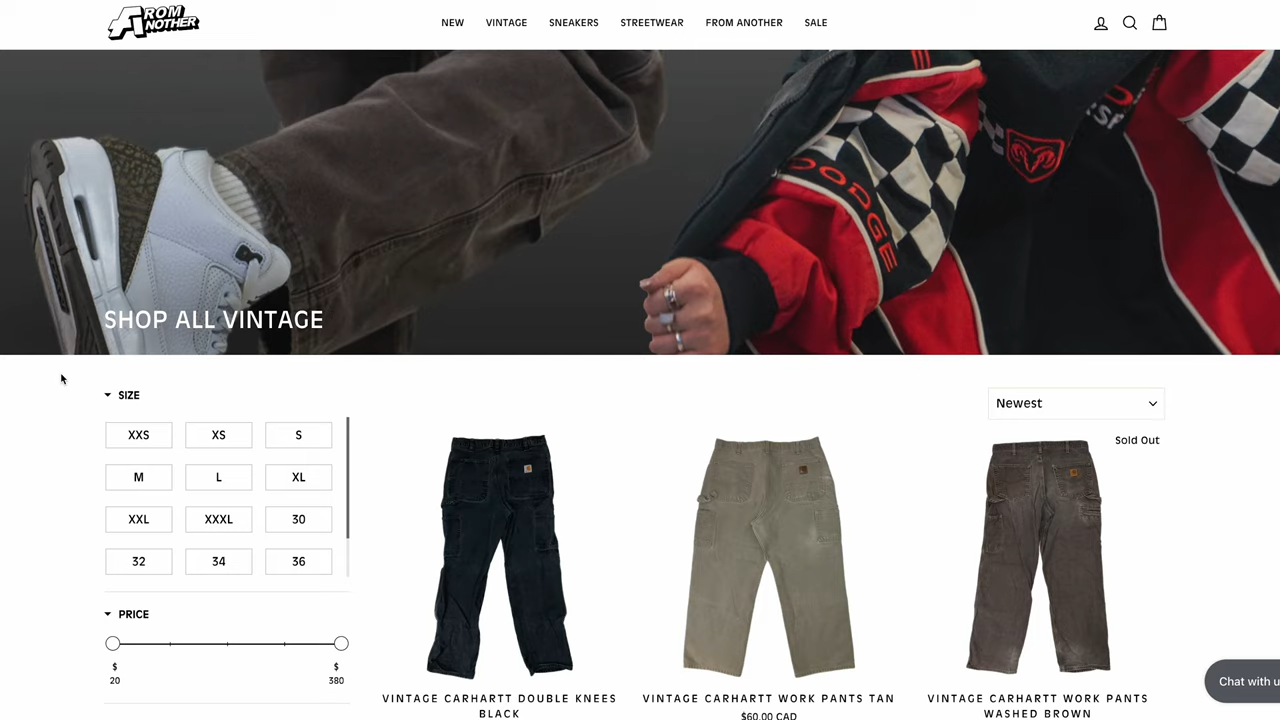 FROM
ANOTHER
NEW VINTAGE SNEAKERS STREETWEAR FROM ANOTHER SALE
DODGE
SHOP ALL VINTAGE
SIZE
Newest
XXS XS S
Sold Out
M L XL
XXL XXXL 30
32 34 36
PRICE
$ $
20 380
VINTAGE CARHARTT DOUBLE KNEES
BLACK
VINTAGE CARHARTT WORK PANTS TAN
$60.00 CAD
VINTAGE CARHARTT WORK PANTS
WASHED BROWN
Chat with u